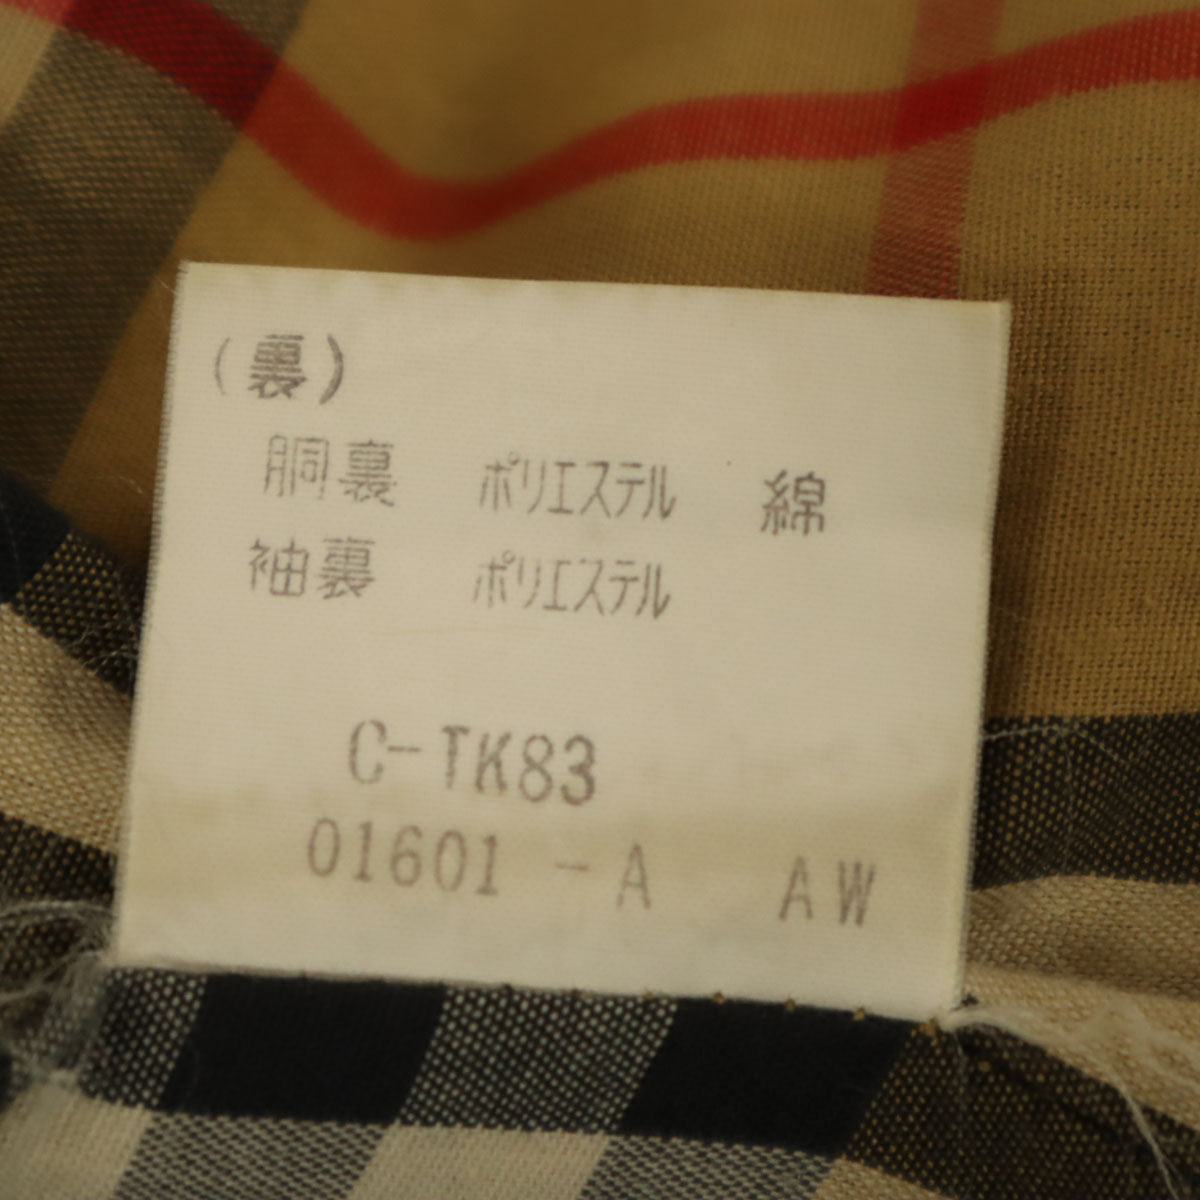 (裏)
胴裏 ポリエステル 綿
袖裏 ポリエステル
C-TK83
01601 -A AW